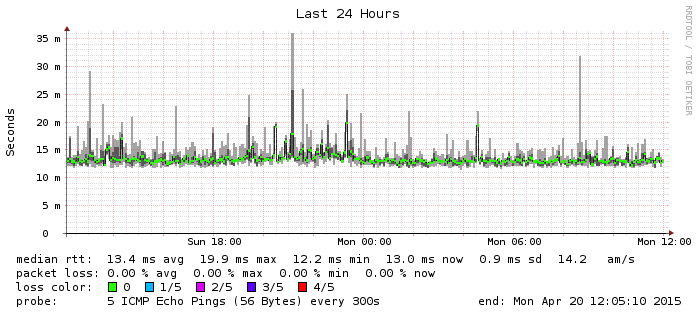 Last 24 Hours
RRDTOOL / TOBI OETIKER
Seconds
35 m
30 m
25 m
20 m
15 m
10 m
5 m
0
Sun 18:00 Mon 00:00 Mon 06:00 Mon 12:00
median rtt: 13.4 ms avg 19.9 ms max 12.2 ms min 13.0 ms now 0.9 ms sd 14.2 am/s
packet loss: 0.00 % avg 0.00 % max 0.00 % min 0.00 % now
loss color: 0 1/5 2/5 3/5 4/5
probe: 5 ICMP Echo Pings (56 Bytes) every 300s end: Mon Apr 20 12:05:10 2015